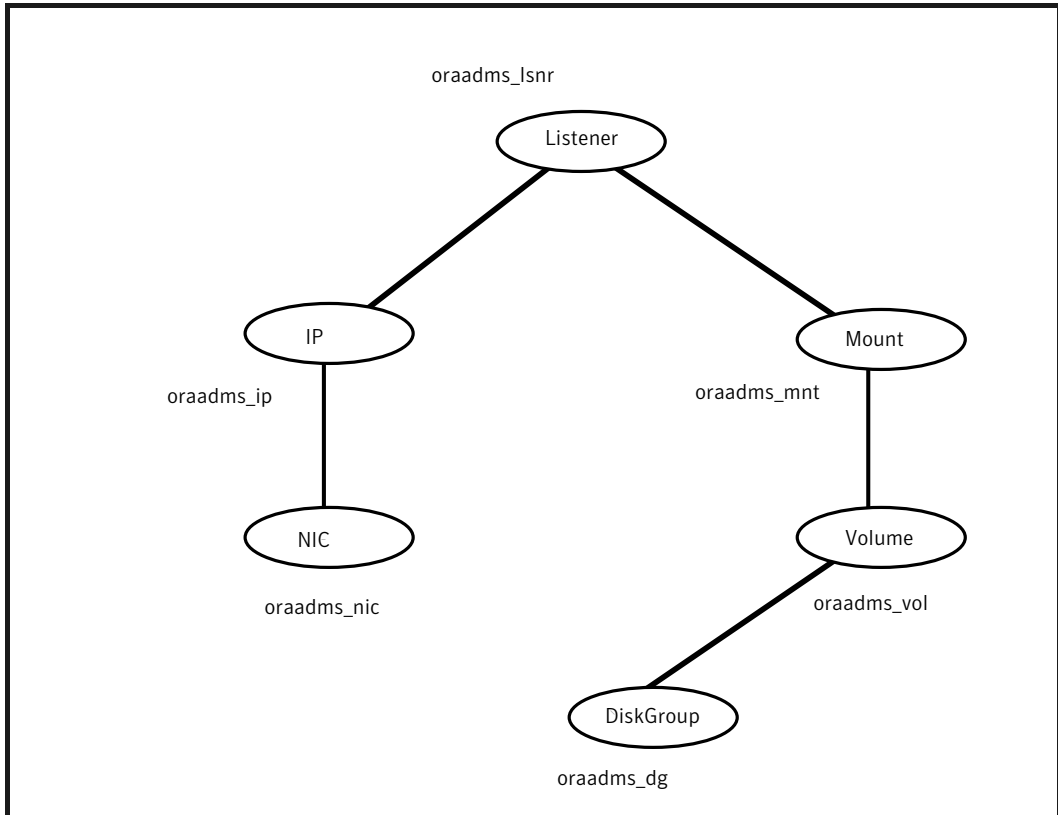 oraadms_lsnr
Listener
IP
Mount
oraadms_ip
oraadms_mnt
NIC
Volume
oraadms_nic
oraadms_vol
DiskGroup
oraadms_dg